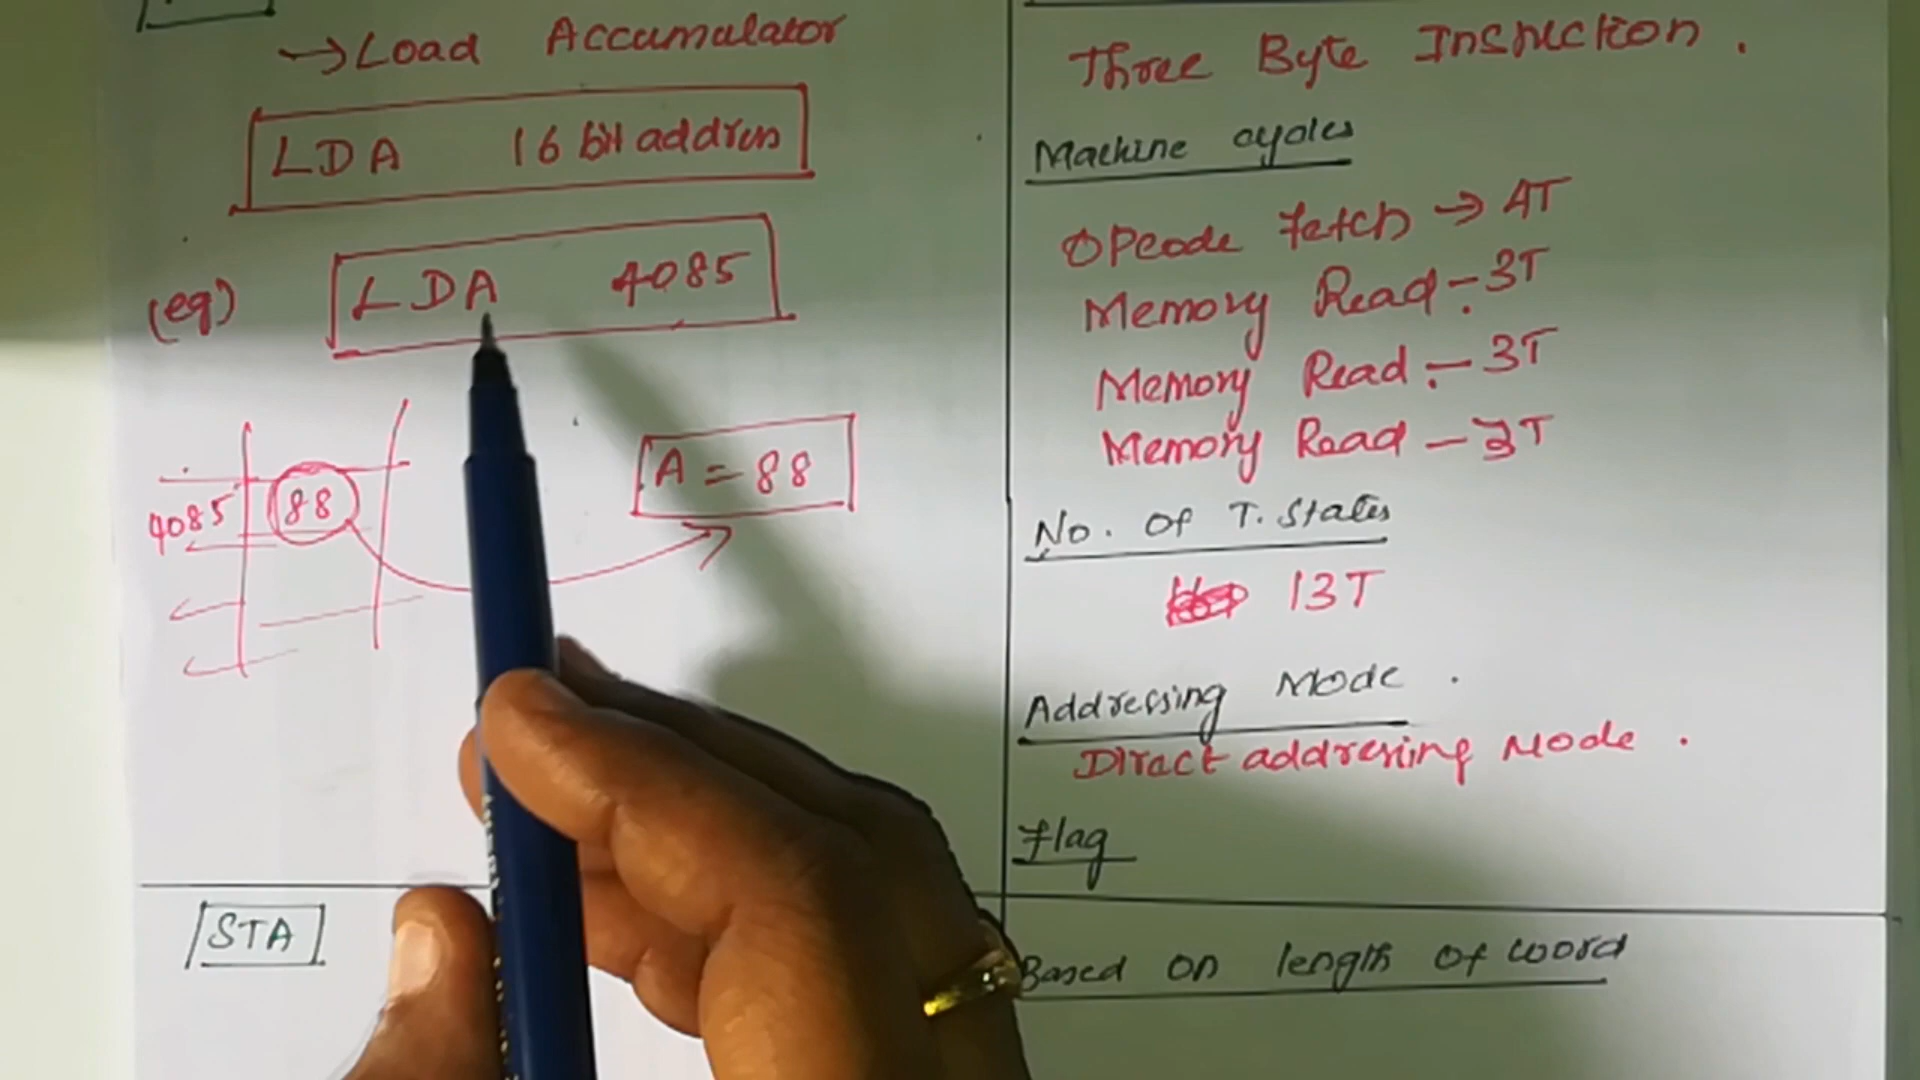 →Load Accumulator
LDA 16 bit address
(eg) LDA 4085
4085 88
A = 88
STA
Three Byte Instruction.
Machine cycles
Opcode fetch → 4T
Memory Read - 3T
Memory Read - 3T
Memory Read - 3T
No. Of T. States
13T
Addressing Mode.
Direct addressing Mode.
Flag
Based on length of word